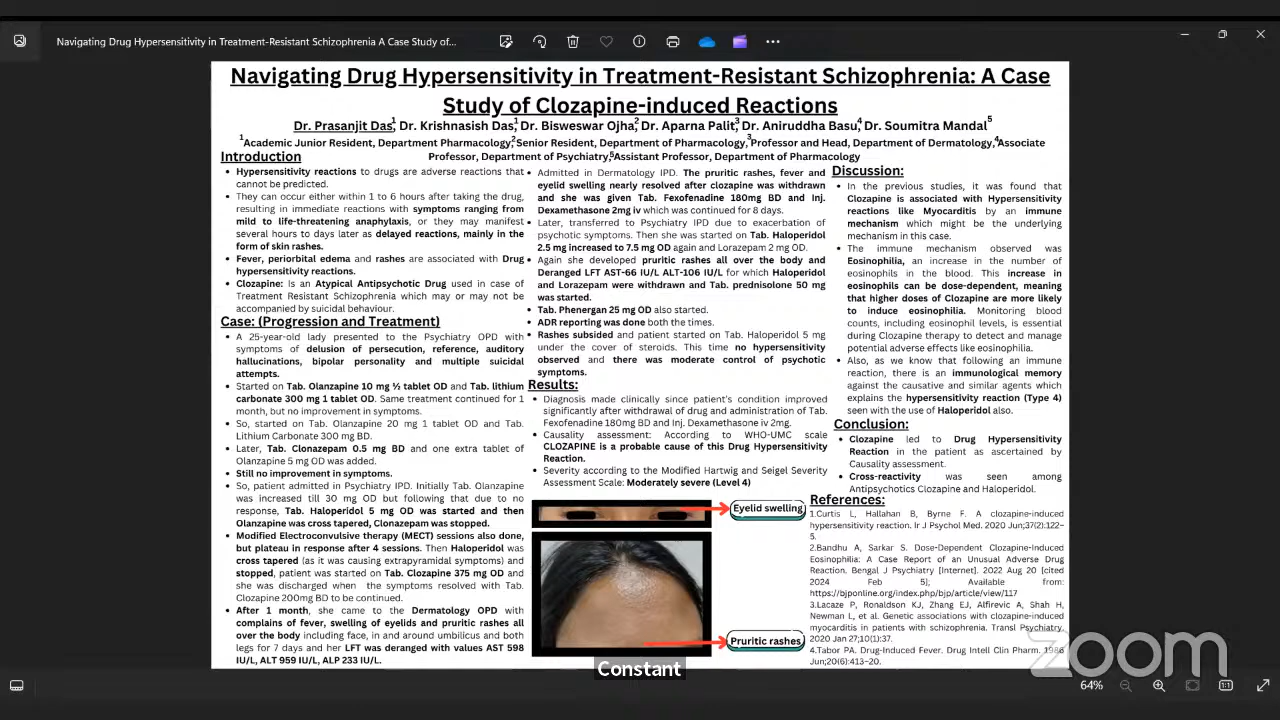 Navigating Drug Hypersensitivity in Treatment-Resistant Schizophrenia A Case Study of...
Navigating Drug Hypersensitivity in Treatment-Resistant Schizophrenia: A Case
Study of Clozapine-induced Reactions
Dr. Prasanjit Das,1 Dr. Krishnasish Das,1 Dr. Bisweswar Ojha,2 Dr. Aparna Palit,3 Dr. Aniruddha Basu,4 Dr. Soumitra Mandal5
1Academic Junior Resident, Department Pharmacology,2Senior Resident, Department of Pharmacology,3Professor and Head, Department of Dermatology,4Associate
Professor, Department of Psychiatry,5Assistant Professor, Department of Pharmacology
Introduction
• Hypersensitivity reactions to drugs are adverse reactions that
cannot be predicted.
• They can occur either within 1 to 6 hours after taking the drug,
resulting in immediate reactions with symptoms ranging from
mild to life-threatening anaphylaxis, or they may manifest
several hours to days later as delayed reactions, mainly in the
form of skin rashes.
• Fever, periorbital edema and rashes are associated with Drug
hypersensitivity reactions.
• Clozapine: Is an Atypical Antipsychotic Drug used in case of
Treatment Resistant Schizophrenia which may or may not be
accompanied by suicidal behaviour.
Case: (Progression and Treatment)
• A 25-year-old lady presented to the Psychiatry OPD with
symptoms of delusion of persecution, reference, auditory
hallucinations, bipolar personality and multiple suicidal
attempts.
• Started on Tab. Olanzapine 10 mg ½ tablet OD and Tab. lithium
carbonate 300 mg 1 tablet OD. Same treatment continued for 1
month, but no improvement in symptoms.
• So, started on Tab. Olanzapine 20 mg 1 tablet OD and Tab.
Lithium Carbonate 300 mg BD.
• Later, Tab. Clonazepam 0.5 mg BD and one extra tablet of
Olanzapine 5 mg OD was added.
• Still no improvement in symptoms.
• So, patient admitted in Psychiatry IPD. Initially Tab. Olanzapine
was increased till 30 mg OD but following that due to no
response, Tab. Haloperidol 5 mg OD was started and then
Olanzapine was cross tapered, Clonazepam was stopped.
• Modified Electroconvulsive therapy (MECT) sessions also done,
but plateau in response after 4 sessions. Then Haloperidol was
cross tapered (as it was causing extrapyramidal symptoms) and
stopped, patient was started on Tab. Clozapine 375 mg OD and
she was discharged when the symptoms resolved with Tab.
Clozapine 200mg BD to be continued.
• After 1 month, she came to the Dermatology OPD with
complains of fever, swelling of eyelids and pruritic rashes all
over the body including face, in and around umbilicus and both
legs for 7 days and her LFT was deranged with values AST 598
IU/L, ALT 959 IU/L, ALP 233 IU/L.
• Admitted in Dermatology IPD. The pruritic rashes, fever and
eyelid swelling nearly resolved after clozapine was withdrawn
and she was given Tab. Fexofenadine 180mg BD and Inj.
Dexamethasone 2mg iv which was continued for 8 days.
• Later, transferred to Psychiatry IPD due to exacerbation of
psychotic symptoms. Then she was started on Tab. Haloperidol
2.5 mg increased to 7.5 mg OD again and Lorazepam 2 mg OD.
• Again she developed pruritic rashes all over the body and
Deranged LFT AST-66 IU/L ALT-106 IU/L for which Haloperidol
and Lorazepam were withdrawn and Tab. prednisolone 50 mg
was started.
• Tab. Phenergan 25 mg OD also started.
• ADR reporting was done both the times.
• Rashes subsided and patient started on Tab. Haloperidol 5 mg
under the cover of steroids. This time no hypersensitivity
observed and there was moderate control of psychotic
symptoms.
Results:
• Diagnosis made clinically since patient's condition improved
significantly after withdrawal of drug and administration of Tab.
Fexofenadine 180mg BD and Inj. Dexamethasone iv 2mg.
• Causality assessment: According to WHO-UMC scale
CLOZAPINE is a probable cause of this Drug Hypersensitivity
Reaction.
• Severity according to the Modified Hartwig and Seigel Severity
Assessment Scale: Moderately severe (Level 4)
Eyelid swelling
Pruritic rashes
Discussion:
• In the previous studies, it was found that
Clozapine is associated with Hypersensitivity
reactions like Myocarditis by an immune
mechanism which might be the underlying
mechanism in this case.
• The immune mechanism observed was
Eosinophilia, an increase in the number of
eosinophils in the blood. This increase in
eosinophils can be dose-dependent, meaning
that higher doses of Clozapine are more likely
to induce eosinophilia. Monitoring blood
counts, including eosinophil levels, is essential
during Clozapine therapy to detect and manage
potential adverse effects like eosinophilia.
• Also, as we know that following an immune
reaction, there is an immunological memory
against the causative and similar agents which
explains the hypersensitivity reaction (Type 4)
seen with the use of Haloperidol also.
Conclusion:
• Clozapine led to Drug Hypersensitivity
Reaction in the patient as ascertained by
Causality assessment.
• Cross-reactivity was seen among
Antipsychotics Clozapine and Haloperidol.
References:
1.Curtis L, Hallahan B, Byrne F. A clozapine-induced
hypersensitivity reaction. Ir J Psychol Med. 2020 Jun;37(2):122–
5.
2.Bandhu A, Sarkar S. Dose-Dependent Clozapine-Induced
Eosinophilia: A Case Report of an Unusual Adverse Drug
Reaction. Bengal J Psychiatry [Internet]. 2022 Aug 20 [cited
2024 Feb 5]; Available from:
https://bjponline.org/index.php/bjp/article/view/117
3.Lacaze P, Ronaldson KJ, Zhang EJ, Alfirevic A, Shah H,
Newman L, et al. Genetic associations with clozapine-induced
myocarditis in patients with schizophrenia. Transl Psychiatry.
2020 Jan 27;10(1):37.
4.Tabor PA. Drug-Induced Fever. Drug Intell Clin Pharm. 1986
Jun;20(6):413–20.
Constant
zoom
64%
1:1